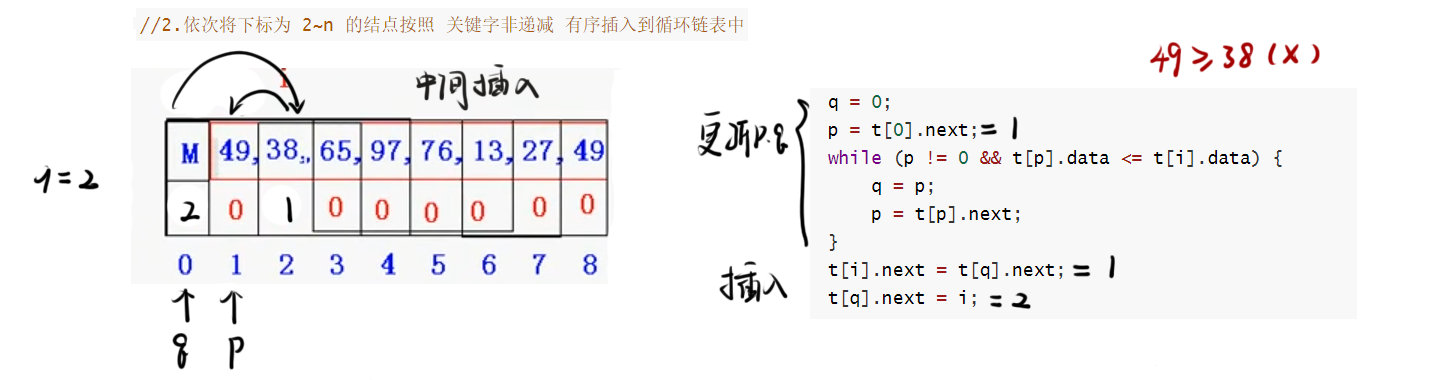 //2.依次将下标为 2~n 的结点按照 关键字非递减 有序插入到循环链表中
49≥38(X)
i
中间插入
M 49, 38, 65, 97, 76, 13, 27, 49
2 0 1 0 0 0 0 0 0
0 1 2 3 4 5 6 7 8
q p
i=2
更新p.q
q = 0;
p = t[0].next; = 1
while (p != 0 && t[p].data <= t[i].data) {
q = p;
p = t[p].next;
}
插入
t[i].next = t[q].next; = 1
t[q].next = i; = 2